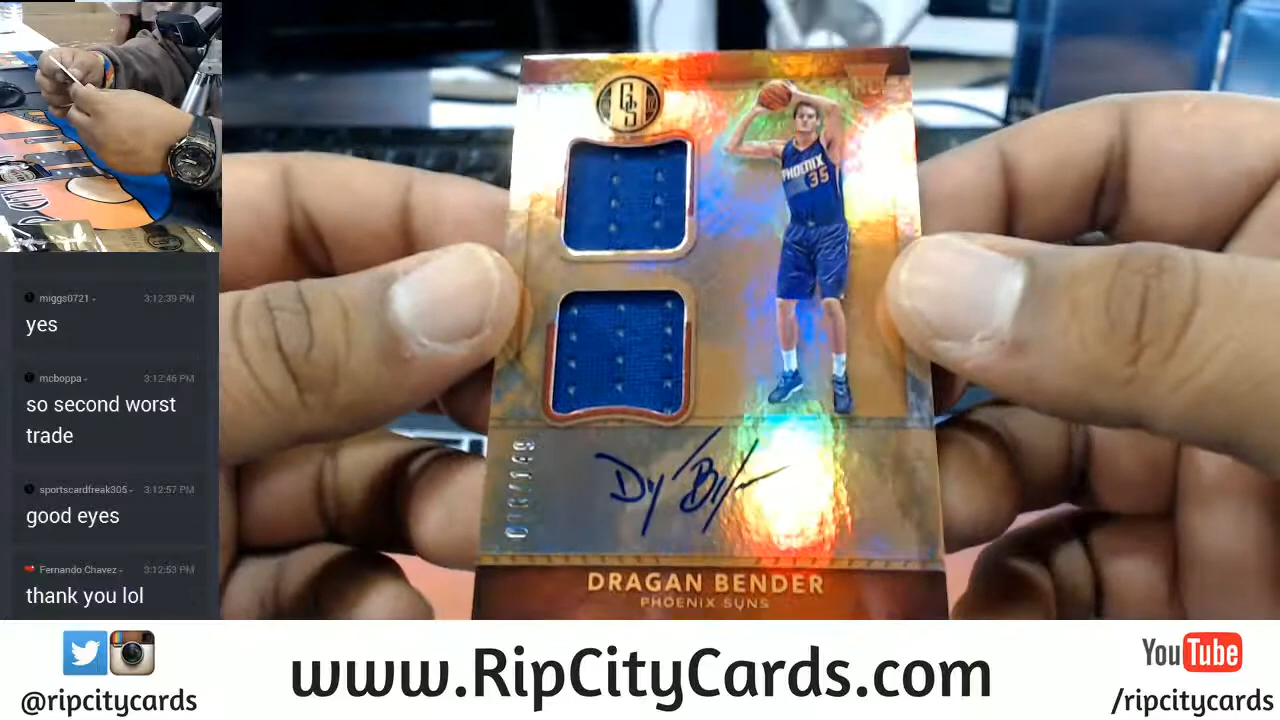 miggs0721 - 3:12:39 PM
yes
mcboppa - 3:12:46 PM
so second worst
trade
sportscardfreak305 - 3:12:57 PM
good eyes
Fernando Chavez - 3:12:53 PM
thank you lol
GS
RC
PHOENIX
35
DRAGAN BENDER
PHOENIX SUNS
@ripcitycards
www.RipCityCards.com
YouTube
/ripcitycards